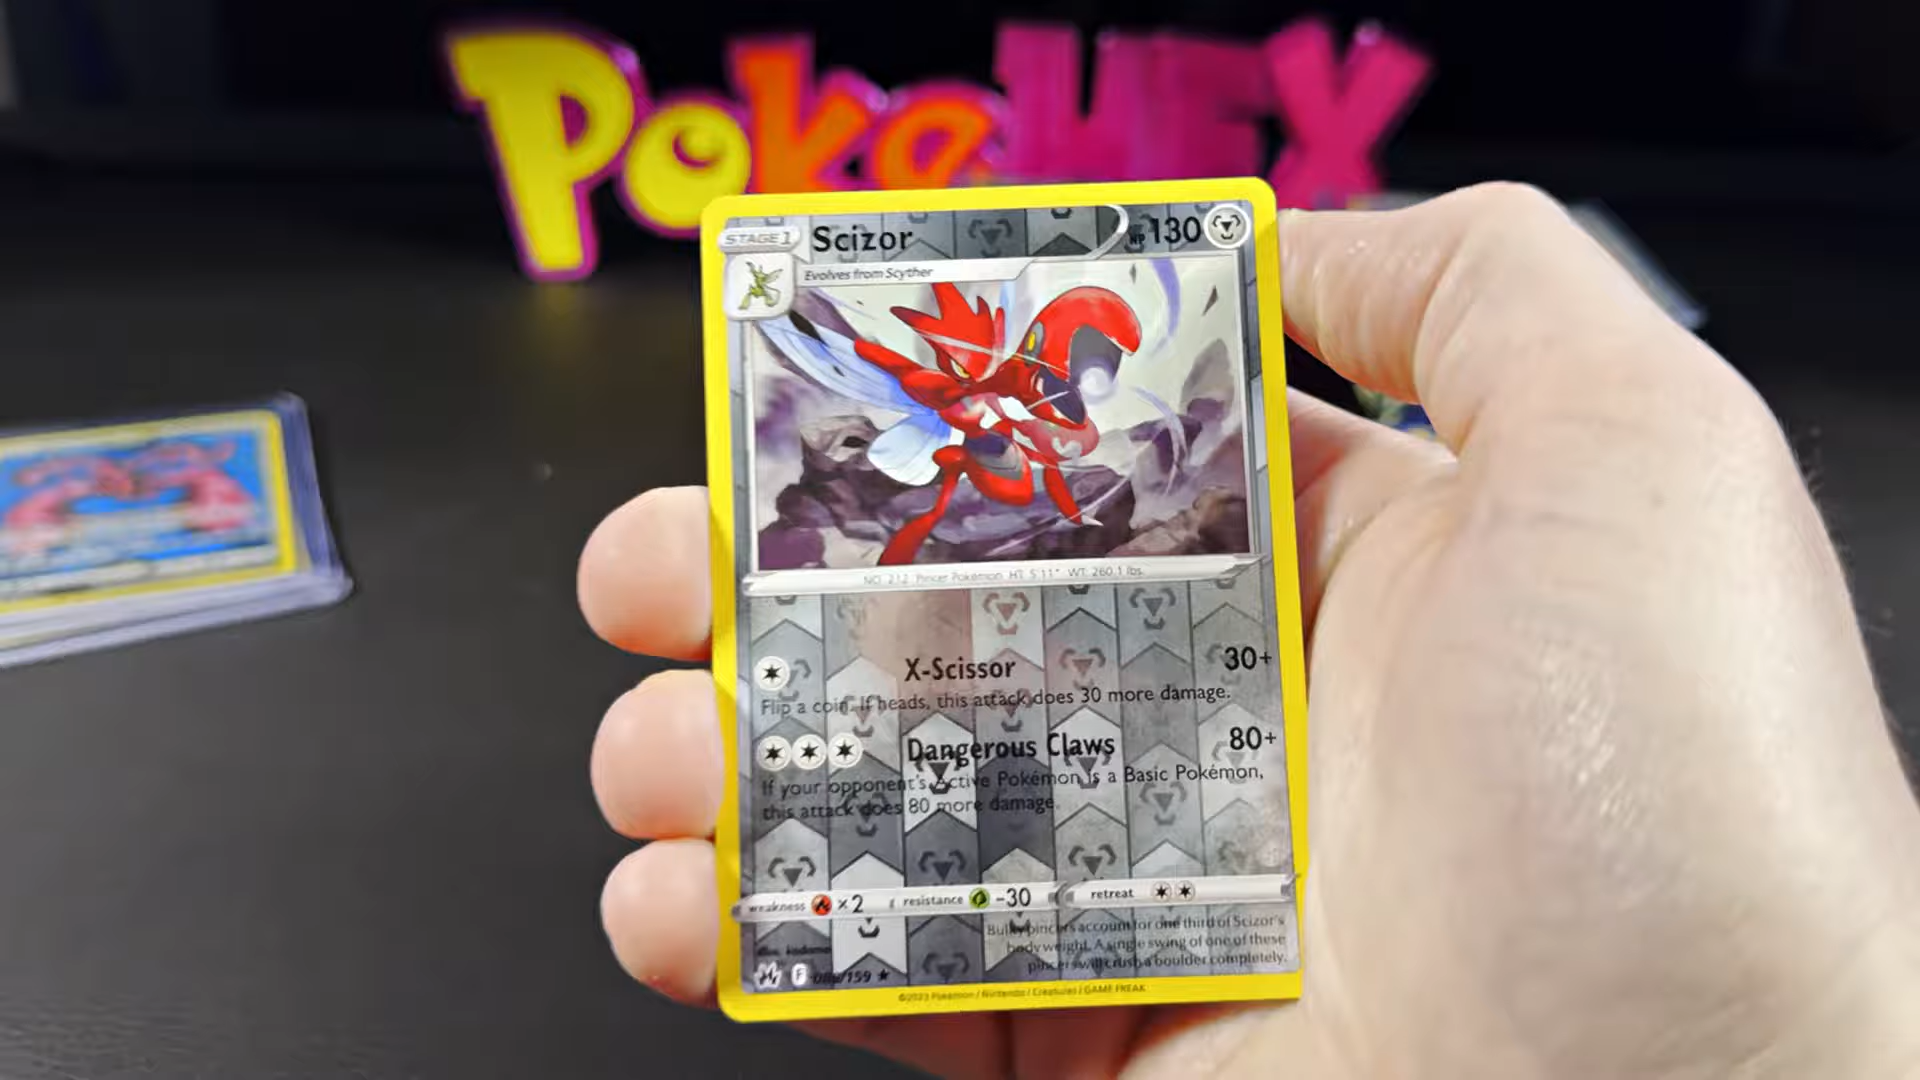 PokeHEX
STAGE 1
Scizor
HP 130
Evolves from Scyther
NO. 212 Pincer Pokémon HT: 5'11" WT: 260.1 lbs.
X-Scissor 30+
Flip a coin. If heads, this attack does 30 more damage.
Dangerous Claws 80+
If your opponent's Active Pokémon is a Basic Pokémon,
this attack does 80 more damage.
weakness ×2 resistance -30 retreat
Bulky pincers account for one third of Scizor's
body weight. A single swing of one of these
pincers will crush a boulder completely.
illus. kodama
F /159
©2023 Pokémon / Nintendo / Creatures / GAME FREAK